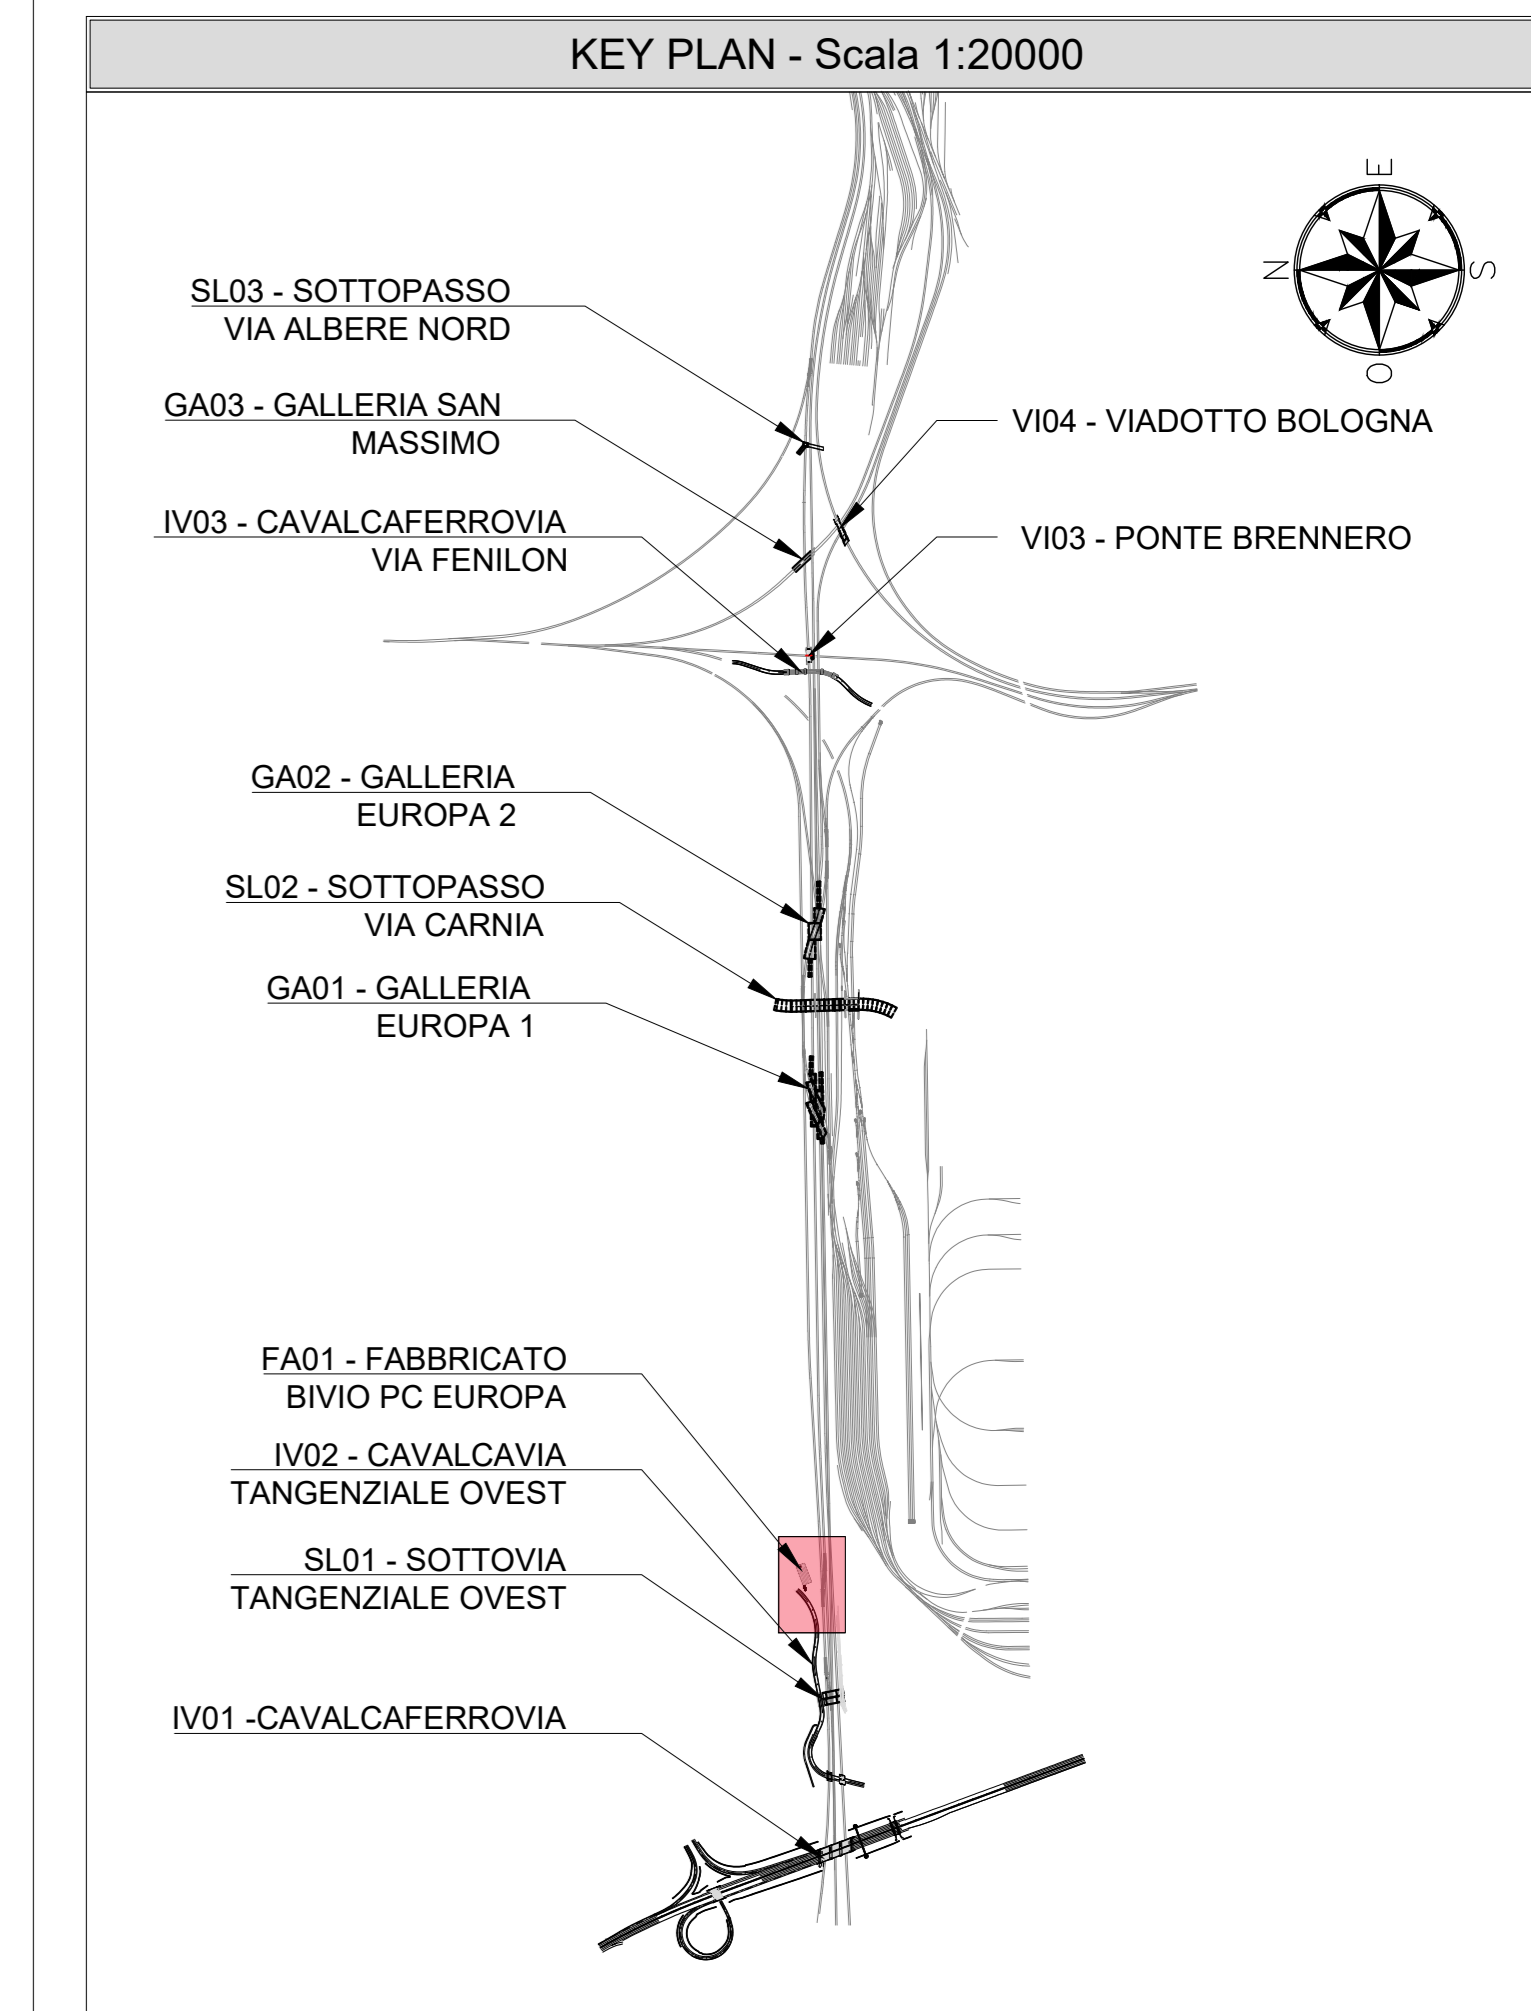 KEY PLAN - Scala 1:20000
E
N
S
O
SL03 - SOTTOPASSO
VIA ALBERE NORD
GA03 - GALLERIA SAN
MASSIMO
VI04 - VIADOTTO BOLOGNA
IV03 - CAVALCAFERROVIA
VIA FENILON
VI03 - PONTE BRENNERO
GA02 - GALLERIA
EUROPA 2
SL02 - SOTTOPASSO
VIA CARNIA
GA01 - GALLERIA
EUROPA 1
FA01 - FABBRICATO
BIVIO PC EUROPA
IV02 - CAVALCAVIA
TANGENZIALE OVEST
SL01 - SOTTOVIA
TANGENZIALE OVEST
IV01 -CAVALCAFERROVIA